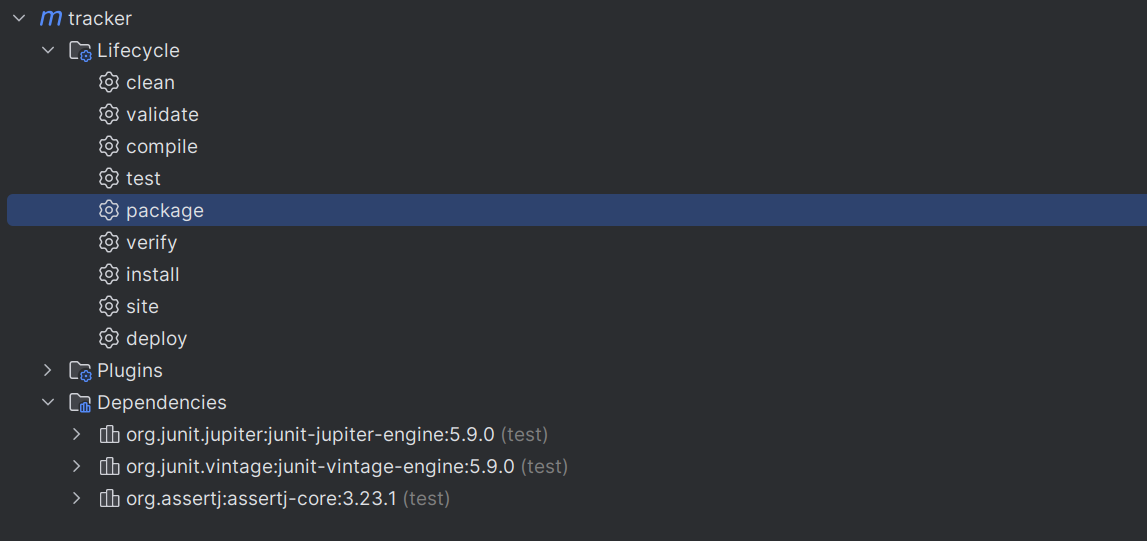 m tracker
Lifecycle
clean
validate
compile
test
package
verify
install
site
deploy
Plugins
Dependencies
org.junit.jupiter:junit-jupiter-engine:5.9.0 (test)
org.junit.vintage:junit-vintage-engine:5.9.0 (test)
org.assertj:assertj-core:3.23.1 (test)